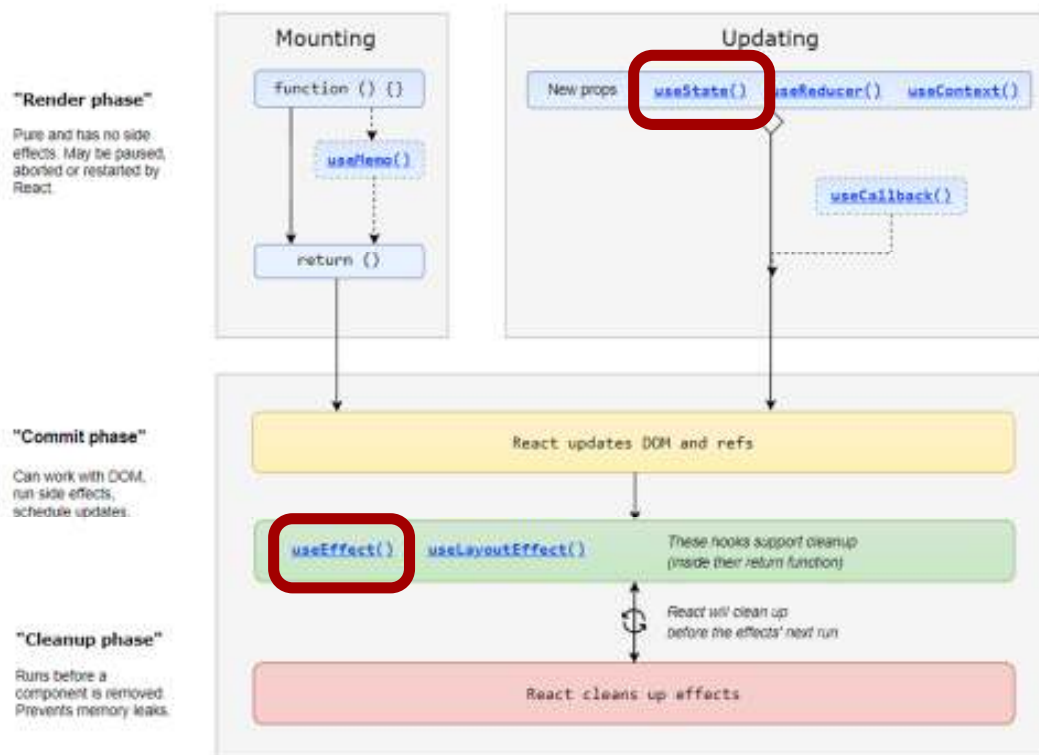 Mounting
Updating
function () {}
New props useState() useReducer() useContext()
"Render phase"
Pure and has no side
effects. May be paused,
aborted or restarted by
React.
useMemo()
useCallback()
return ()
"Commit phase"
Can work with DOM,
run side effects,
schedule updates.
React updates DOM and refs
useEffect() useLayoutEffect()
These hooks support cleanup
(inside their return function)
React will clean up
before the effects' next run
"Cleanup phase"
Runs before a
component is removed.
Prevents memory leaks.
React cleans up effects